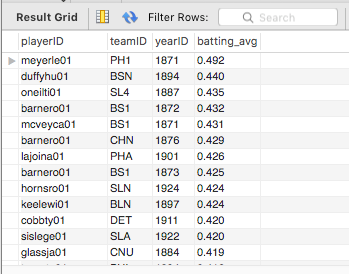 Result Grid Filter Rows: Search
playerID teamID yearID batting_avg
meyerle01 PH1 1871 0.492
duffyhu01 BSN 1894 0.440
oneilti01 SL4 1887 0.435
barnero01 BS1 1872 0.432
mcveyca01 BS1 1871 0.431
barnero01 CHN 1876 0.429
lajoina01 PHA 1901 0.426
barnero01 BS1 1873 0.425
hornsro01 SLN 1924 0.424
keelewi01 BLN 1897 0.424
cobbty01 DET 1911 0.420
sislege01 SLA 1922 0.420
glassja01 CNU 1884 0.419